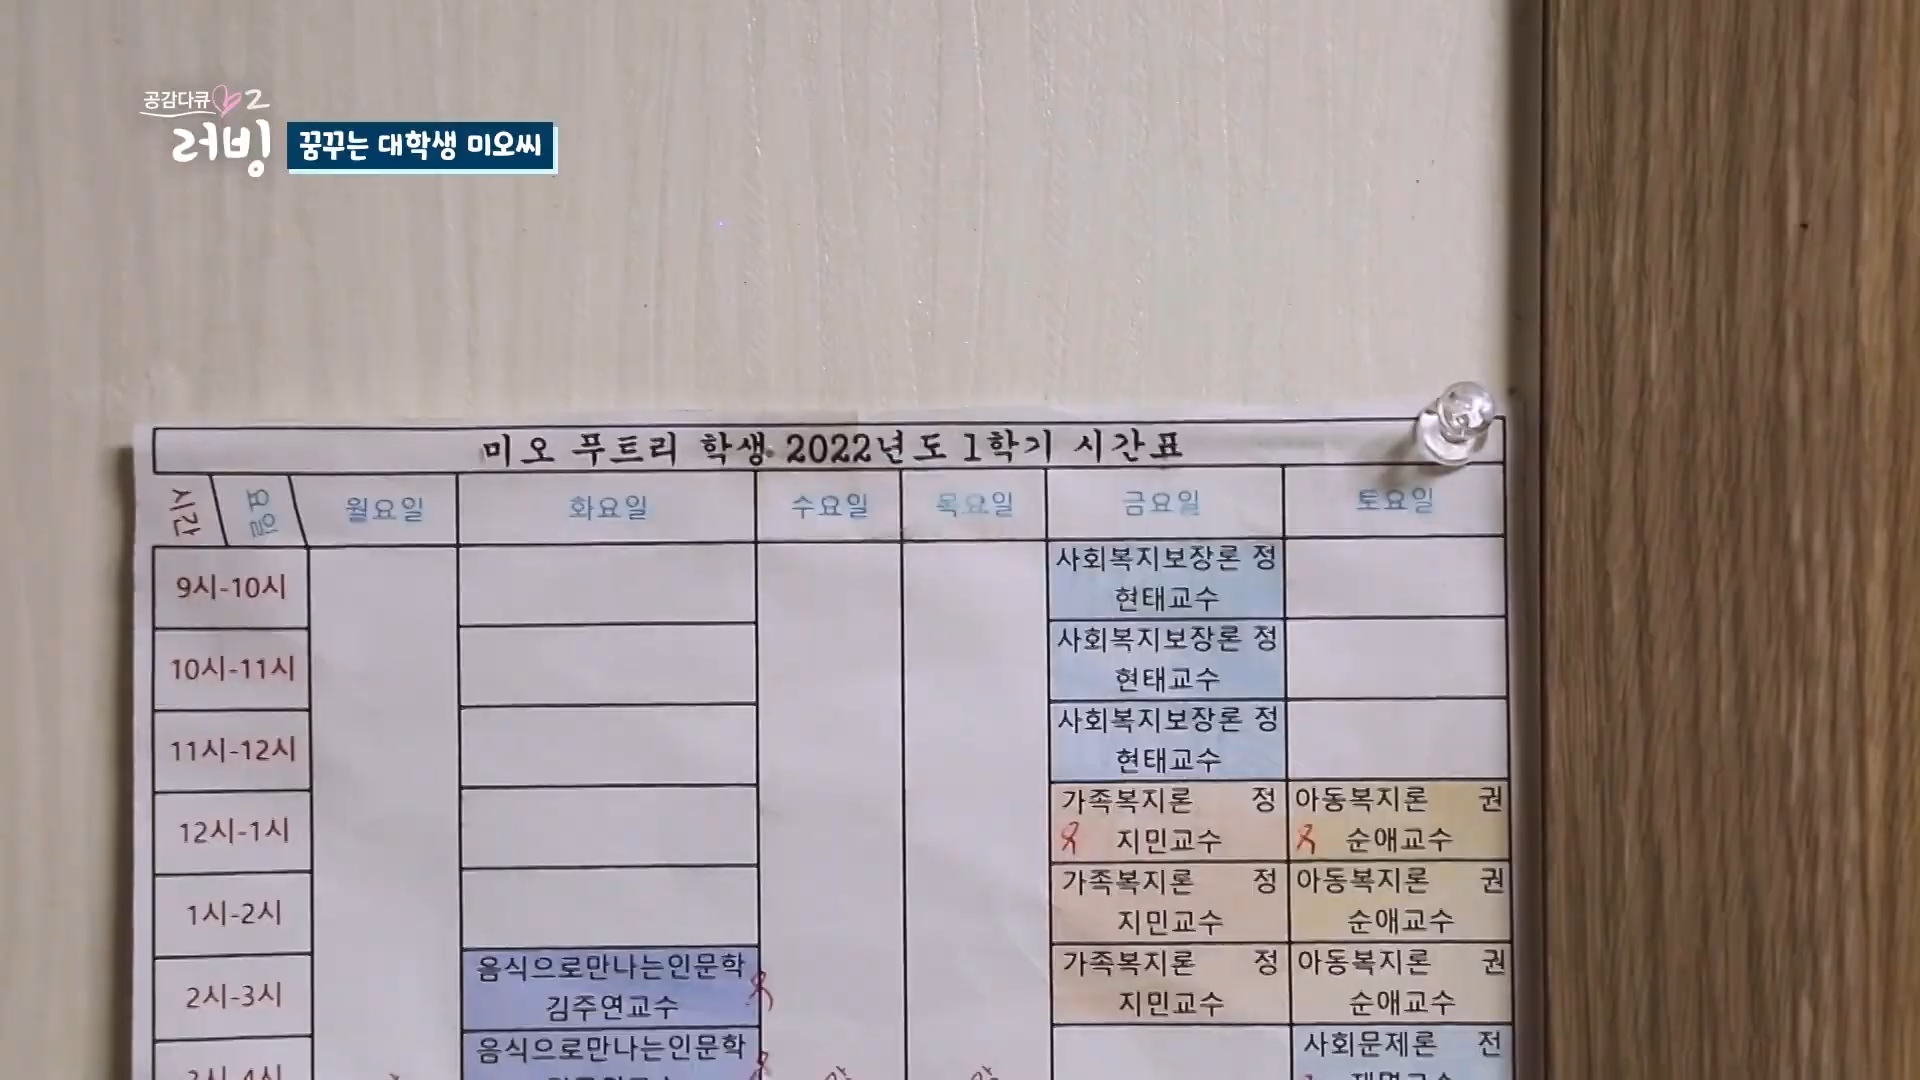 공감다큐 2
러빙
꿈꾸는 대학생 미오씨
미오 푸트리 학생 2022년도 1학기 시간표
시간 요일 월요일 화요일 수요일 목요일 금요일 토요일
9시-10시 사회복지보장론 정
현태교수
10시-11시 사회복지보장론 정
현태교수
11시-12시 사회복지보장론 정
현태교수
12시-1시 가족복지론 정 아동복지론 권
지민교수 순애교수
1시-2시 가족복지론 정 아동복지론 권
지민교수 순애교수
2시-3시 음식으로만나는인문학 가족복지론 정 아동복지론 권
김주연교수 지민교수 순애교수
음식으로만나는인문학 사회문제론 전